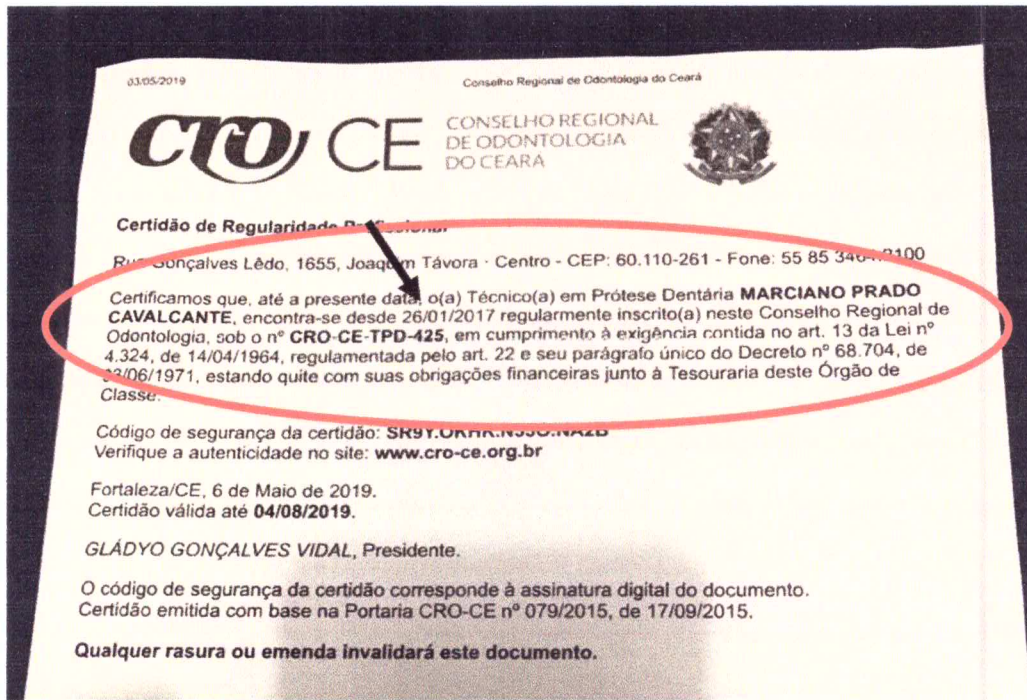 03/05/2019 Conselho Regional de Odontologia do Ceará
cro CE CONSELHO REGIONAL
DE ODONTOLOGIA
DO CEARÁ
Certidão de Regularidade Profissional
Rua Gonçalves Lêdo, 1655, Joaquim Távora · Centro - CEP: 60.110-261 - Fone: 55 85
Certificamos que, até a presente data, o(a) Técnico(a) em Prótese Dentária MARCIANO PRADO
CAVALCANTE, encontra-se desde 26/01/2017 regularmente inscrito(a) neste Conselho Regional de
Odontologia, sob o nº CRO-CE-TPD-425, em cumprimento à exigência contida no art. 13 da Lei nº
4.324, de 14/04/1964, regulamentada pelo art. 22 e seu parágrafo único do Decreto nº 68.704, de
03/06/1971, estando quite com suas obrigações financeiras junto à Tesouraria deste Órgão de
Classe.
Código de segurança da certidão:
Verifique a autenticidade no site: www.cro-ce.org.br
Fortaleza/CE, 6 de Maio de 2019.
Certidão válida até 04/08/2019.
GLÁDYO GONÇALVES VIDAL, Presidente.
O código de segurança da certidão corresponde à assinatura digital do documento.
Certidão emitida com base na Portaria CRO-CE nº 079/2015, de 17/09/2015.
Qualquer rasura ou emenda invalidará este documento.